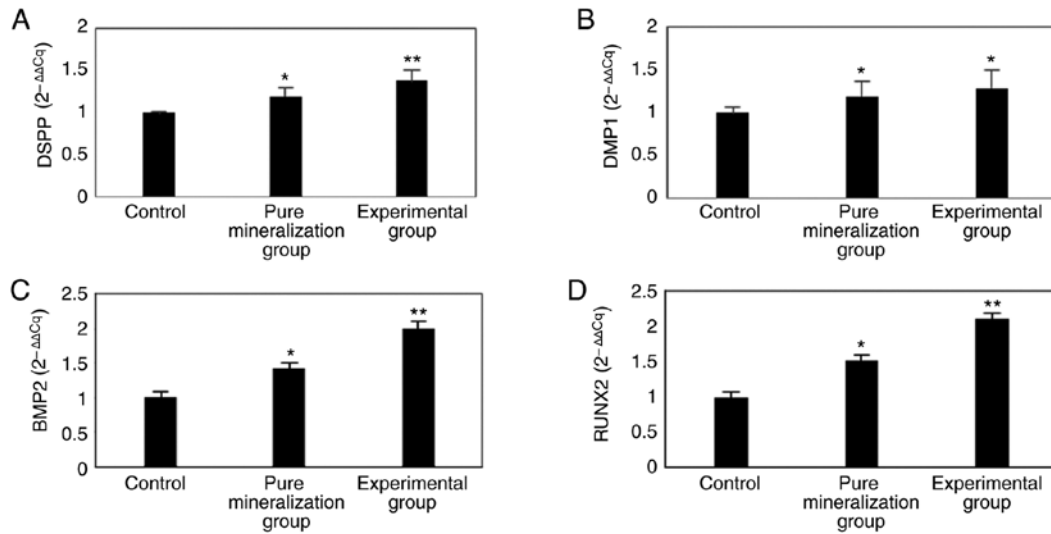 A
DSPP (2^-ΔΔCq)
2
1.5
1
0.5
0
*
**
Control
Pure
mineralization
group
Experimental
group
B
DMP1 (2^-ΔΔCq)
2
1.5
1
0.5
0
*
*
Control
Pure
mineralization
group
Experimental
group
C
BMP2 (2^-ΔΔCq)
2.5
2
1.5
1
0.5
0
*
**
Control
Pure
mineralization
group
Experimental
group
D
RUNX2 (2^-ΔΔCq)
2.5
2
1.5
1
0.5
0
*
**
Control
Pure
mineralization
group
Experimental
group